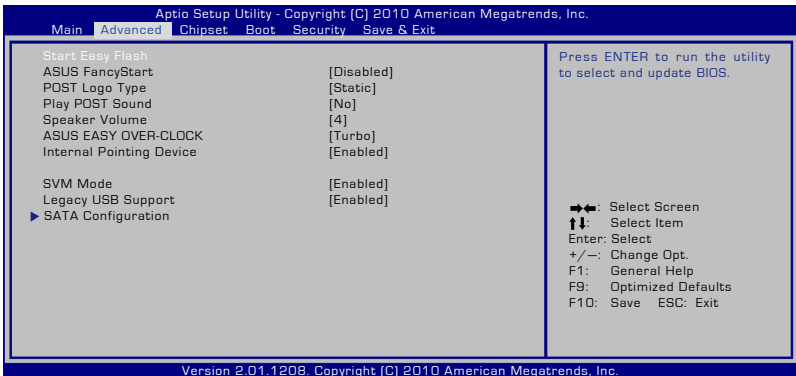 Aptio Setup Utility - Copyright (C) 2010 American Megatrends, Inc.
Main Advanced Chipset Boot Security Save & Exit
Start Easy Flash
ASUS FancyStart [Disabled]
POST Logo Type [Static]
Play POST Sound [No]
Speaker Volume [4]
ASUS EASY OVER-CLOCK [Turbo]
Internal Pointing Device [Enabled]
SVM Mode [Enabled]
Legacy USB Support [Enabled]
SATA Configuration
Press ENTER to run the utility
to select and update BIOS.
→←: Select Screen
↑↓: Select Item
Enter: Select
+/—: Change Opt.
F1: General Help
F9: Optimized Defaults
F10: Save ESC: Exit
Version 2.01.1208. Copyright (C) 2010 American Megatrends, Inc.